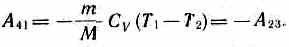 A₄₁ = − m/M C_V (T₁ − T₂) = − A₂₃.